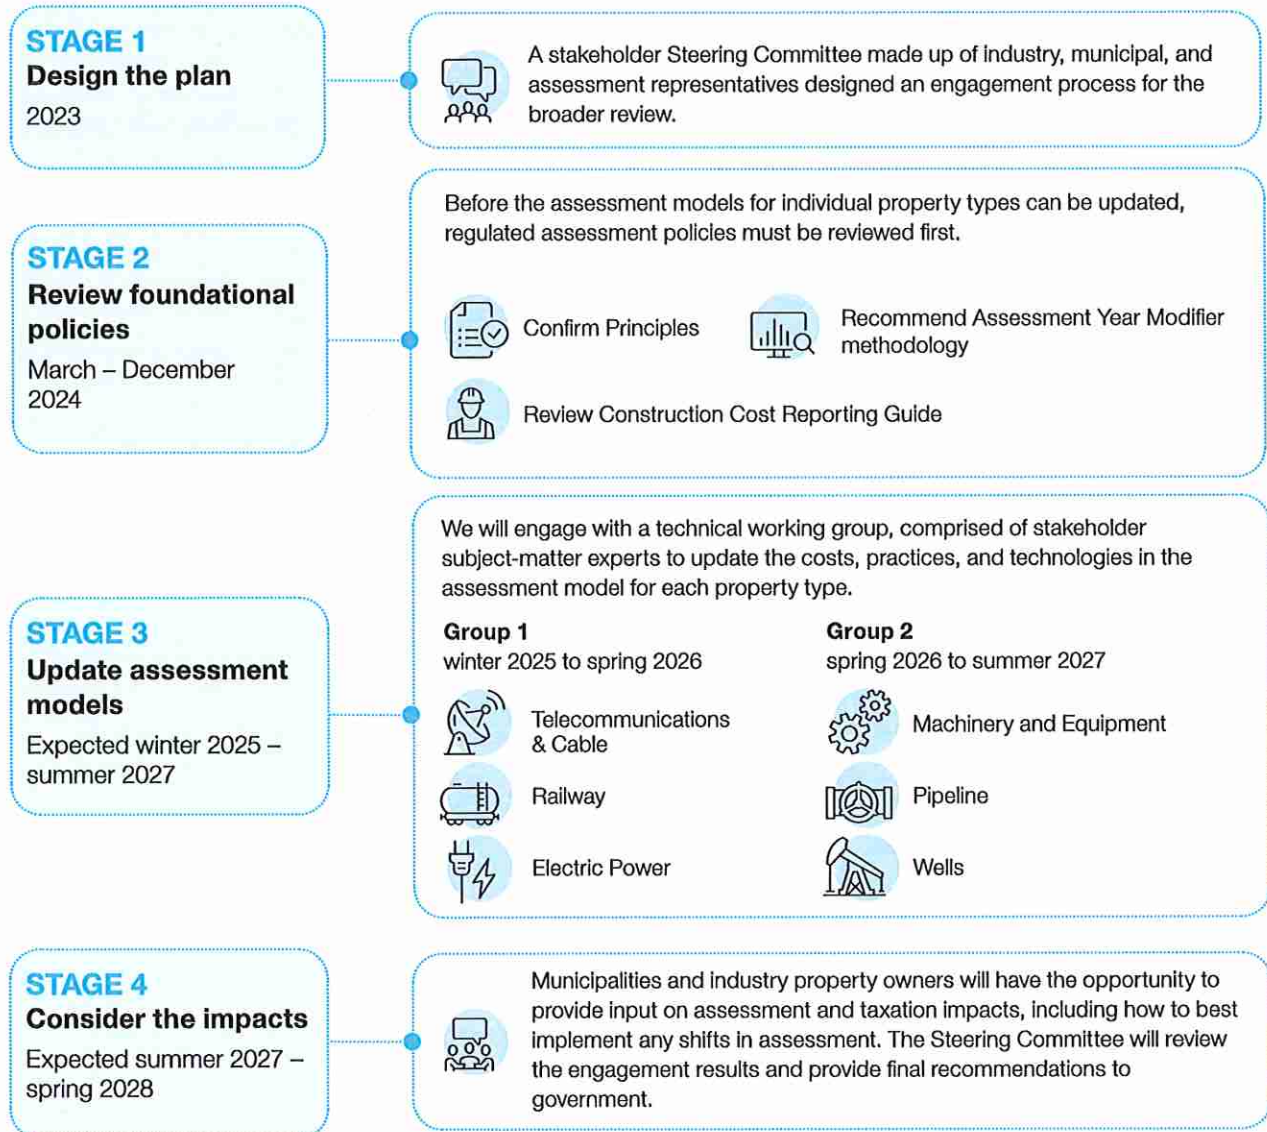 STAGE 1
Design the plan
2023
A stakeholder Steering Committee made up of industry, municipal, and
assessment representatives designed an engagement process for the
broader review.
STAGE 2
Review foundational
policies
March – December
2024
Before the assessment models for individual property types can be updated,
regulated assessment policies must be reviewed first.
Confirm Principles
Recommend Assessment Year Modifier
methodology
Review Construction Cost Reporting Guide
STAGE 3
Update assessment
models
Expected winter 2025 –
summer 2027
We will engage with a technical working group, comprised of stakeholder
subject-matter experts to update the costs, practices, and technologies in the
assessment model for each property type.
Group 1
winter 2025 to spring 2026
Telecommunications
& Cable
Railway
Electric Power
Group 2
spring 2026 to summer 2027
Machinery and Equipment
Pipeline
Wells
STAGE 4
Consider the impacts
Expected summer 2027 –
spring 2028
Municipalities and industry property owners will have the opportunity to
provide input on assessment and taxation impacts, including how to best
implement any shifts in assessment. The Steering Committee will review
the engagement results and provide final recommendations to
government.